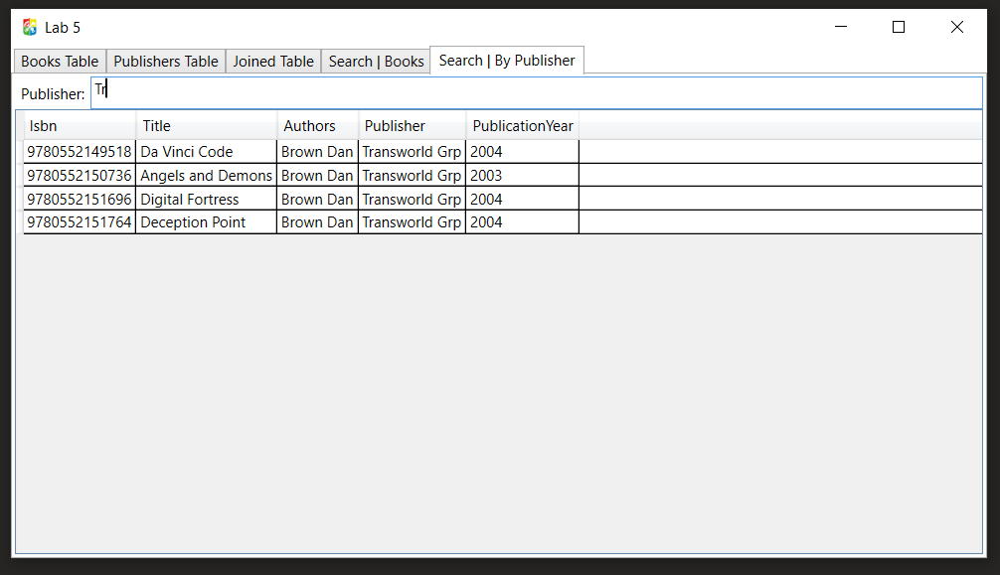 Lab 5
Books Table Publishers Table Joined Table Search | Books Search | By Publisher
Publisher: Tr
Isbn Title Authors Publisher PublicationYear
9780552149518 Da Vinci Code Brown Dan Transworld Grp 2004
9780552150736 Angels and Demons Brown Dan Transworld Grp 2003
9780552151696 Digital Fortress Brown Dan Transworld Grp 2004
9780552151764 Deception Point Brown Dan Transworld Grp 2004